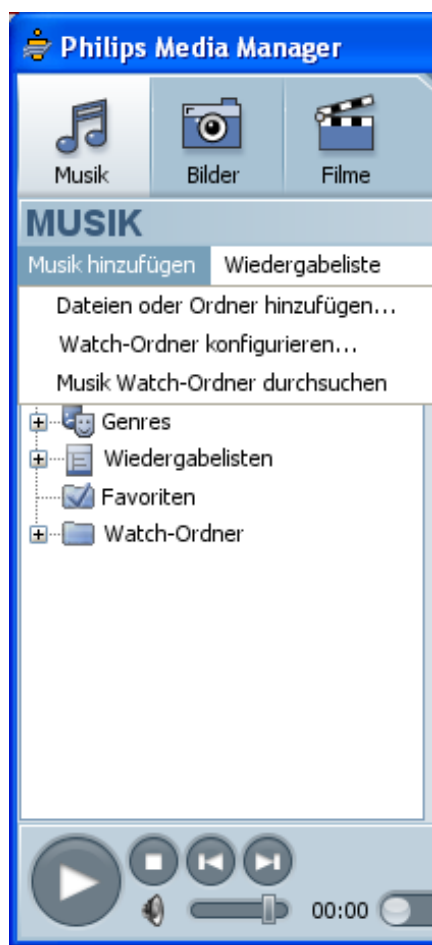 Philips Media Manager
Musik Bilder Filme
MUSIK
Musik hinzufügen Wiedergabeliste
Dateien oder Ordner hinzufügen...
Watch-Ordner konfigurieren...
Musik Watch-Ordner durchsuchen
Genres
Wiedergabelisten
Favoriten
Watch-Ordner
00:00